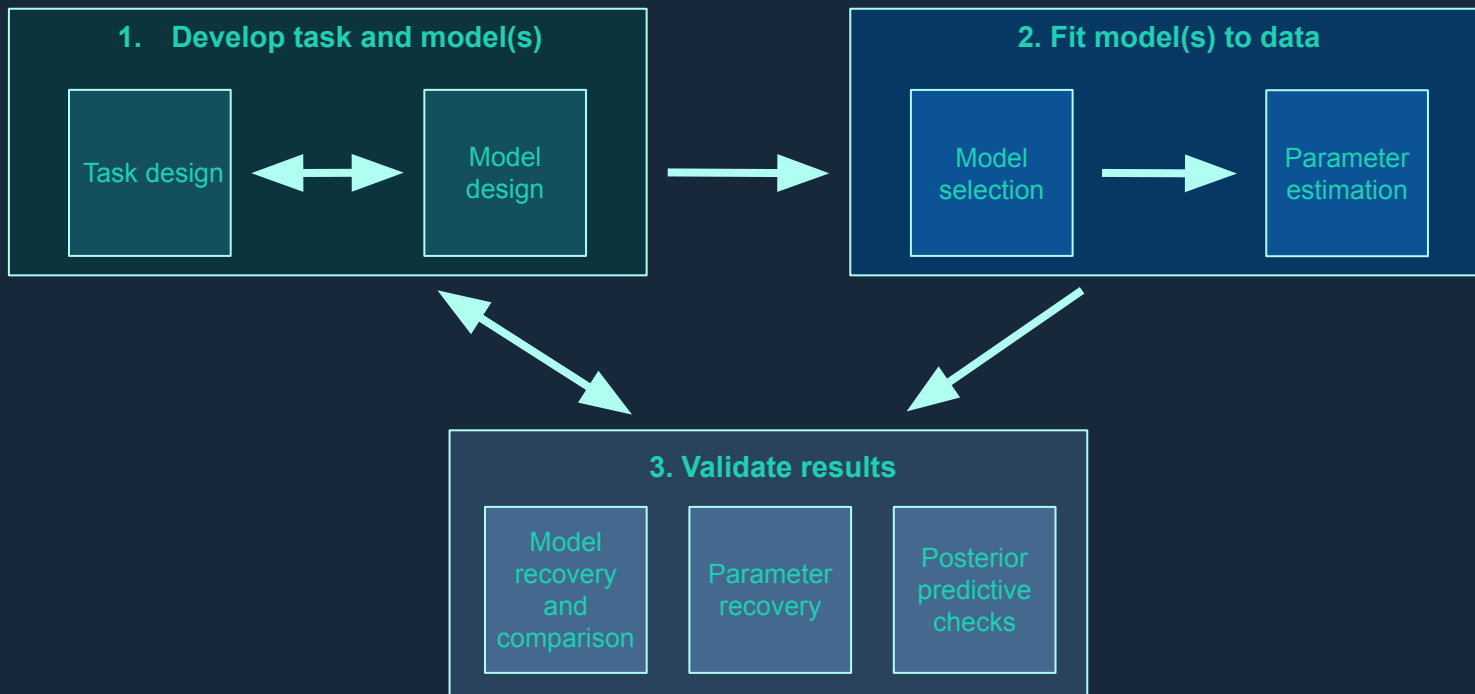 1. Develop task and model(s)
Task design
Model
design
2. Fit model(s) to data
Model
selection
Parameter
estimation
3. Validate results
Model
recovery
and
comparison
Parameter
recovery
Posterior
predictive
checks